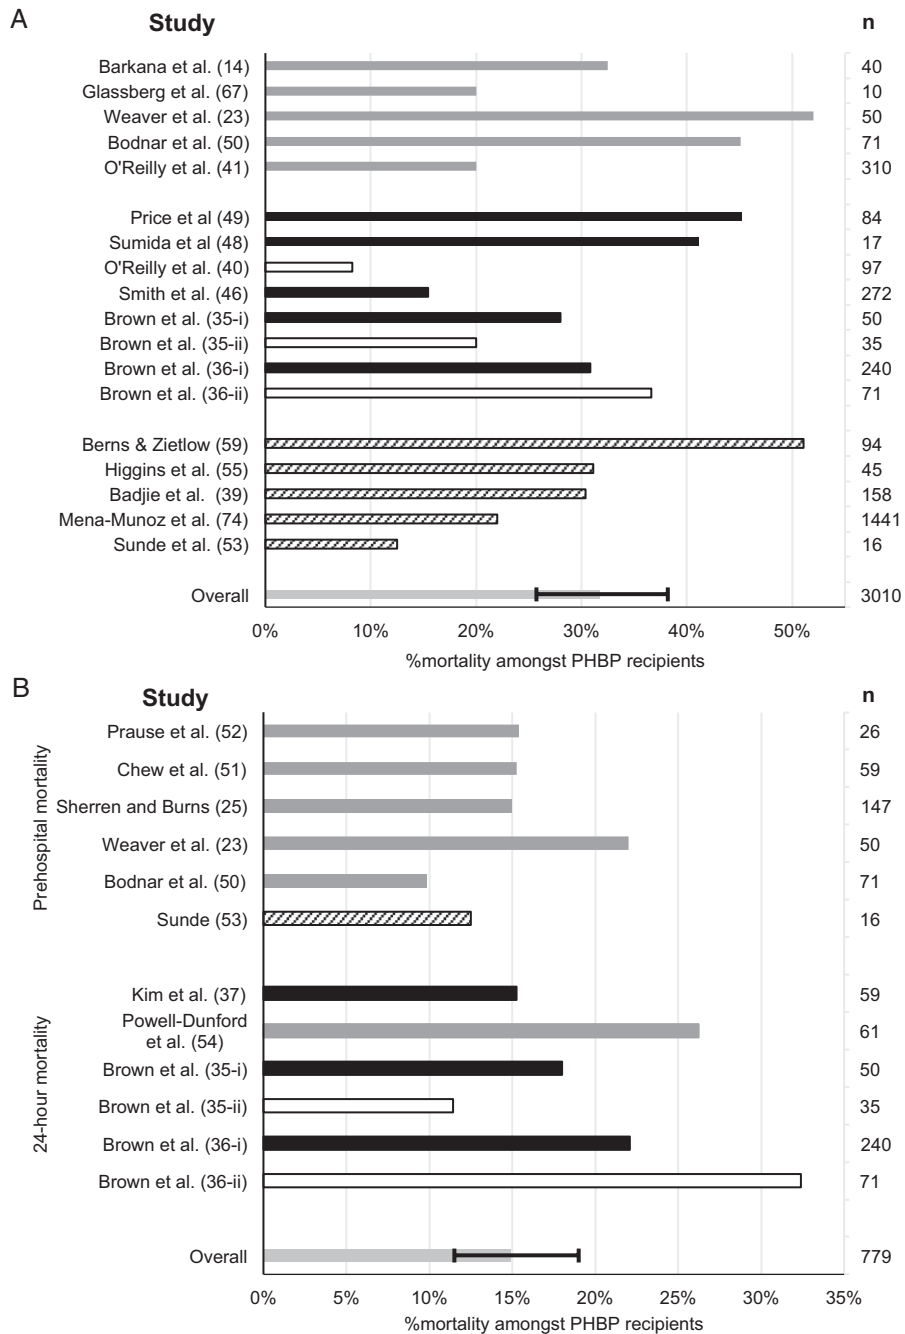 A
Study
n
Barkana et al. (14) 40
Glassberg et al. (67) 10
Weaver et al. (23) 50
Bodnar et al. (50) 71
O'Reilly et al. (41) 310
Price et al (49) 84
Sumida et al (48) 17
O'Reilly et al. (40) 97
Smith et al. (46) 272
Brown et al. (35-i) 50
Brown et al. (35-ii) 35
Brown et al. (36-i) 240
Brown et al. (36-ii) 71
Berns & Zietlow (59) 94
Higgins et al. (55) 45
Badjie et al. (39) 158
Mena-Munoz et al. (74) 1441
Sunde et al. (53) 16
Overall 3010
0% 10% 20% 30% 40% 50%
%mortality amongst PHBP recipients
B
Study
n
Prehospital mortality
Prause et al. (52) 26
Chew et al. (51) 59
Sherren and Burns (25) 147
Weaver et al. (23) 50
Bodnar et al. (50) 71
Sunde (53) 16
24-hour mortality
Kim et al. (37) 59
Powell-Dunford
et al. (54) 61
Brown et al. (35-i) 50
Brown et al. (35-ii) 35
Brown et al. (36-i) 240
Brown et al. (36-ii) 71
Overall 779
0% 5% 10% 15% 20% 25% 30% 35%
%mortality amongst PHBP recipients